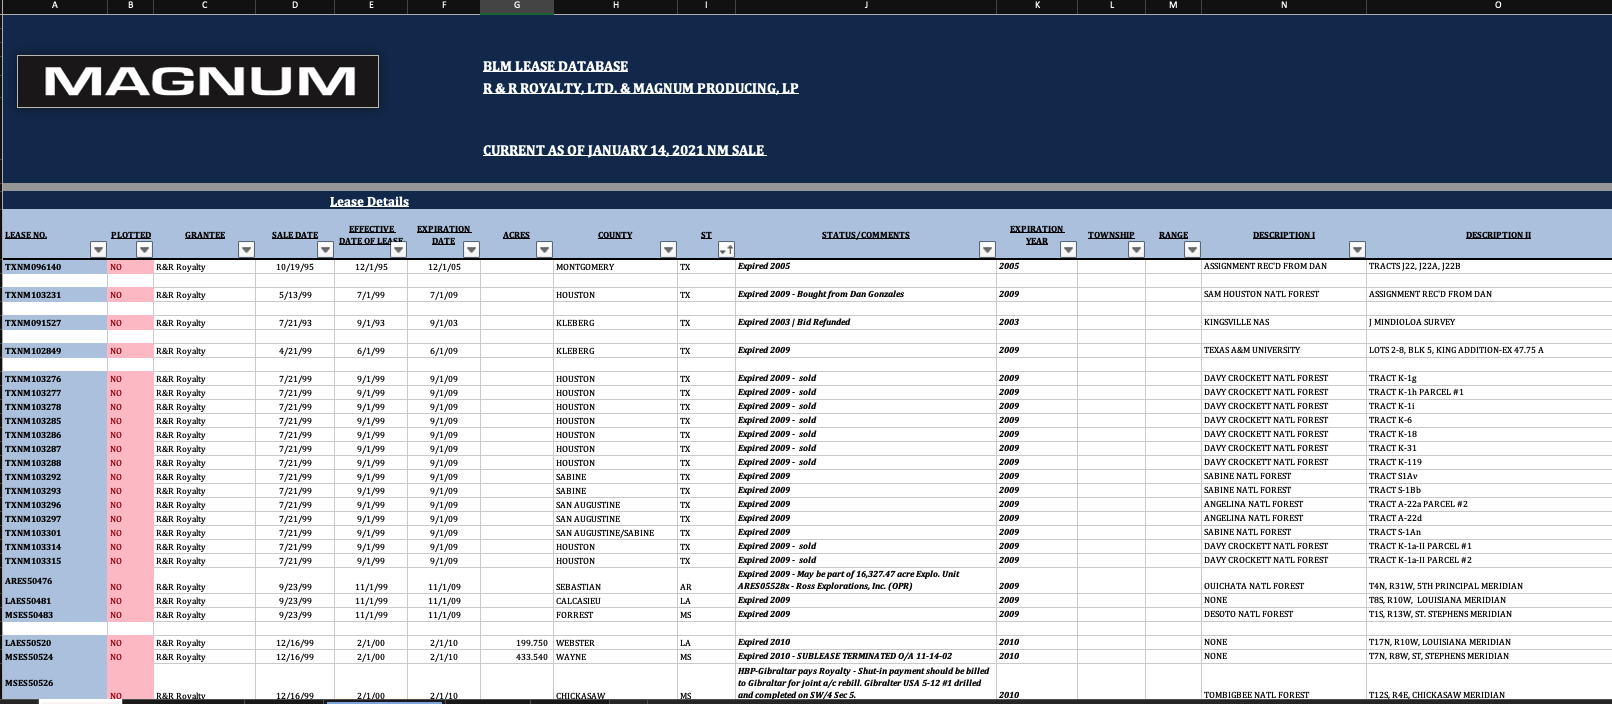 A B C D E F G H I J K L M N O
MAGNUM
BLM LEASE DATABASE
R & R ROYALTY, LTD. & MAGNUM PRODUCING, LP
CURRENT AS OF JANUARY 14, 2021 NM SALE
Lease Details
LEASE NO. PLOTTED GRANTEE SALE DATE EFFECTIVE DATE OF LEASE EXPIRATION DATE ACRES COUNTY ST STATUS/COMMENTS EXPIRATION YEAR TOWNSHIP RANGE DESCRIPTION I DESCRIPTION II
TXNM096140 NO R&R Royalty 10/19/95 12/1/95 12/1/05 MONTGOMERY TX Expired 2005 2005 ASSIGNMENT REC'D FROM DAN TRACTS J22, J22A, J22B
TXNM103231 NO R&R Royalty 5/13/99 7/1/99 7/1/09 HOUSTON TX Expired 2009 - Bought from Dan Gonzales 2009 SAM HOUSTON NATL FOREST ASSIGNMENT REC'D FROM DAN
TXNM091527 NO R&R Royalty 7/21/93 9/1/93 9/1/03 KLEBERG TX Expired 2003 | Bid Refunded 2003 KINGSVILLE NAS J MINDIOLOA SURVEY
TXNM102849 NO R&R Royalty 4/21/99 6/1/99 6/1/09 KLEBERG TX Expired 2009 2009 TEXAS A&M UNIVERSITY LOTS 2-8, BLK 5, KING ADDITION-EX 47.75 A
TXNM103276 NO R&R Royalty 7/21/99 9/1/99 9/1/09 HOUSTON TX Expired 2009 - sold 2009 DAVY CROCKETT NATL FOREST TRACT K-1g
TXNM103277 NO R&R Royalty 7/21/99 9/1/99 9/1/09 HOUSTON TX Expired 2009 - sold 2009 DAVY CROCKETT NATL FOREST TRACT K-1h PARCEL #1
TXNM103278 NO R&R Royalty 7/21/99 9/1/99 9/1/09 HOUSTON TX Expired 2009 - sold 2009 DAVY CROCKETT NATL FOREST TRACT K-1i
TXNM103285 NO R&R Royalty 7/21/99 9/1/99 9/1/09 HOUSTON TX Expired 2009 - sold 2009 DAVY CROCKETT NATL FOREST TRACT K-6
TXNM103286 NO R&R Royalty 7/21/99 9/1/99 9/1/09 HOUSTON TX Expired 2009 - sold 2009 DAVY CROCKETT NATL FOREST TRACT K-18
TXNM103287 NO R&R Royalty 7/21/99 9/1/99 9/1/09 HOUSTON TX Expired 2009 - sold 2009 DAVY CROCKETT NATL FOREST TRACT K-31
TXNM103288 NO R&R Royalty 7/21/99 9/1/99 9/1/09 HOUSTON TX Expired 2009 - sold 2009 DAVY CROCKETT NATL FOREST TRACT K-119
TXNM103292 NO R&R Royalty 7/21/99 9/1/99 9/1/09 SABINE TX Expired 2009 2009 SABINE NATL FOREST TRACT S1Av
TXNM103293 NO R&R Royalty 7/21/99 9/1/99 9/1/09 SABINE TX Expired 2009 2009 SABINE NATL FOREST TRACT S-1Bb
TXNM103296 NO R&R Royalty 7/21/99 9/1/99 9/1/09 SAN AUGUSTINE TX Expired 2009 2009 ANGELINA NATL FOREST TRACT A-22a PARCEL #2
TXNM103297 NO R&R Royalty 7/21/99 9/1/99 9/1/09 SAN AUGUSTINE TX Expired 2009 2009 ANGELINA NATL FOREST TRACT A-22d
TXNM103301 NO R&R Royalty 7/21/99 9/1/99 9/1/09 SAN AUGUSTINE/SABINE TX Expired 2009 2009 SABINE NATL FOREST TRACT S-1An
TXNM103314 NO R&R Royalty 7/21/99 9/1/99 9/1/09 HOUSTON TX Expired 2009 - sold 2009 DAVY CROCKETT NATL FOREST TRACT K-1a-II PARCEL #1
TXNM103315 NO R&R Royalty 7/21/99 9/1/99 9/1/09 HOUSTON TX Expired 2009 - sold 2009 DAVY CROCKETT NATL FOREST TRACT K-1a-II PARCEL #2
ARES50476 NO R&R Royalty 9/23/99 11/1/99 11/1/09 SEBASTIAN AR Expired 2009 - May be part of 16,327.47 acre Explo. Unit
ARES05528x - Ross Explorations, Inc. (OPR) 2009 OUICHATA NATL FOREST T4N, R31W, 5TH PRINCIPAL MERIDIAN
LAES50481 NO R&R Royalty 9/23/99 11/1/99 11/1/09 CALCASIEU LA Expired 2009 2009 NONE T8S, R10W, LOUISIANA MERIDIAN
MSES50483 NO R&R Royalty 9/23/99 11/1/99 11/1/09 FORREST MS Expired 2009 2009 DESOTO NATL FOREST T1S, R13W, ST. STEPHENS MERIDIAN
LAES50520 NO R&R Royalty 12/16/99 2/1/00 2/1/10 199.750 WEBSTER LA Expired 2010 2010 NONE T17N, R10W, LOUISIANA MERIDIAN
MSES50524 NO R&R Royalty 12/16/99 2/1/00 2/1/10 433.540 WAYNE MS Expired 2010 - SUBLEASE TERMINATED O/A 11-14-02 2010 NONE T7N, R8W, ST, STEPHENS MERIDIAN
MSES50526 NO R&R Royalty 12/16/99 2/1/00 2/1/10 CHICKASAW MS HBP-Gibraltar pays Royalty - Shut-in payment should be billed
to Gibraltar for joint a/c rebill. Gibralter USA 5-12 #1 drilled
and completed on SW/4 Sec 5. 2010 TOMBIGBEE NATL FOREST T12S, R4E, CHICKASAW MERIDIAN